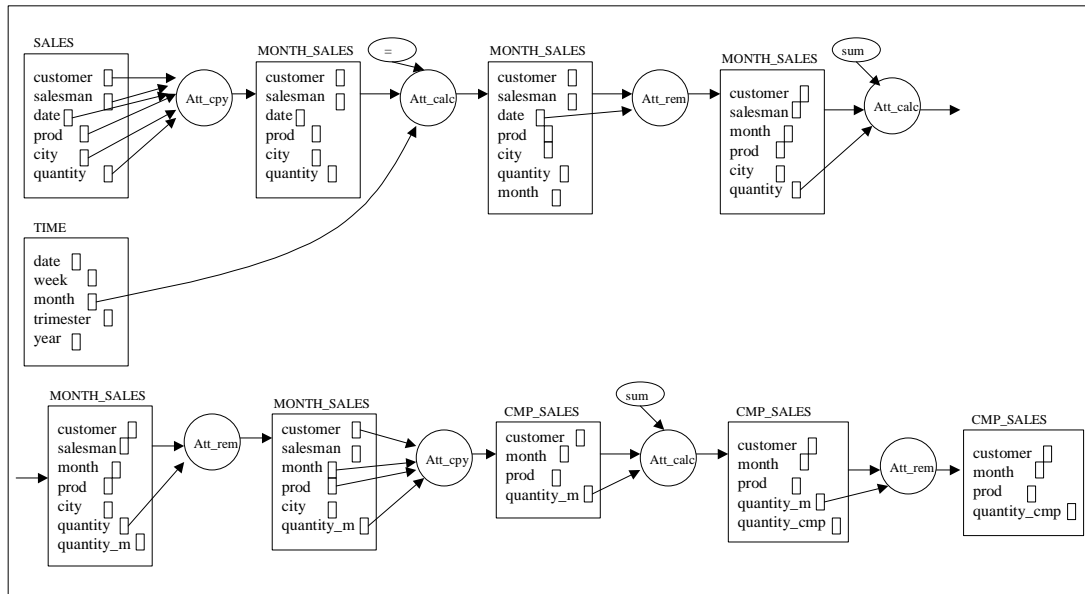 SALES
customer
salesman
date
prod
city
quantity
Att_cpy
MONTH_SALES
customer
salesman
date
prod
city
quantity
=
Att_calc
MONTH_SALES
customer
salesman
date
prod
city
quantity
month
Att_rem
MONTH_SALES
customer
salesman
month
prod
city
quantity
sum
Att_calc
TIME
date
week
month
trimester
year
MONTH_SALES
customer
salesman
month
prod
city
quantity
quantity_m
Att_rem
MONTH_SALES
customer
salesman
month
prod
city
quantity_m
Att_cpy
CMP_SALES
customer
month
prod
quantity_m
sum
Att_calc
CMP_SALES
customer
month
prod
quantity_m
quantity_cmp
Att_rem
CMP_SALES
customer
month
prod
quantity_cmp